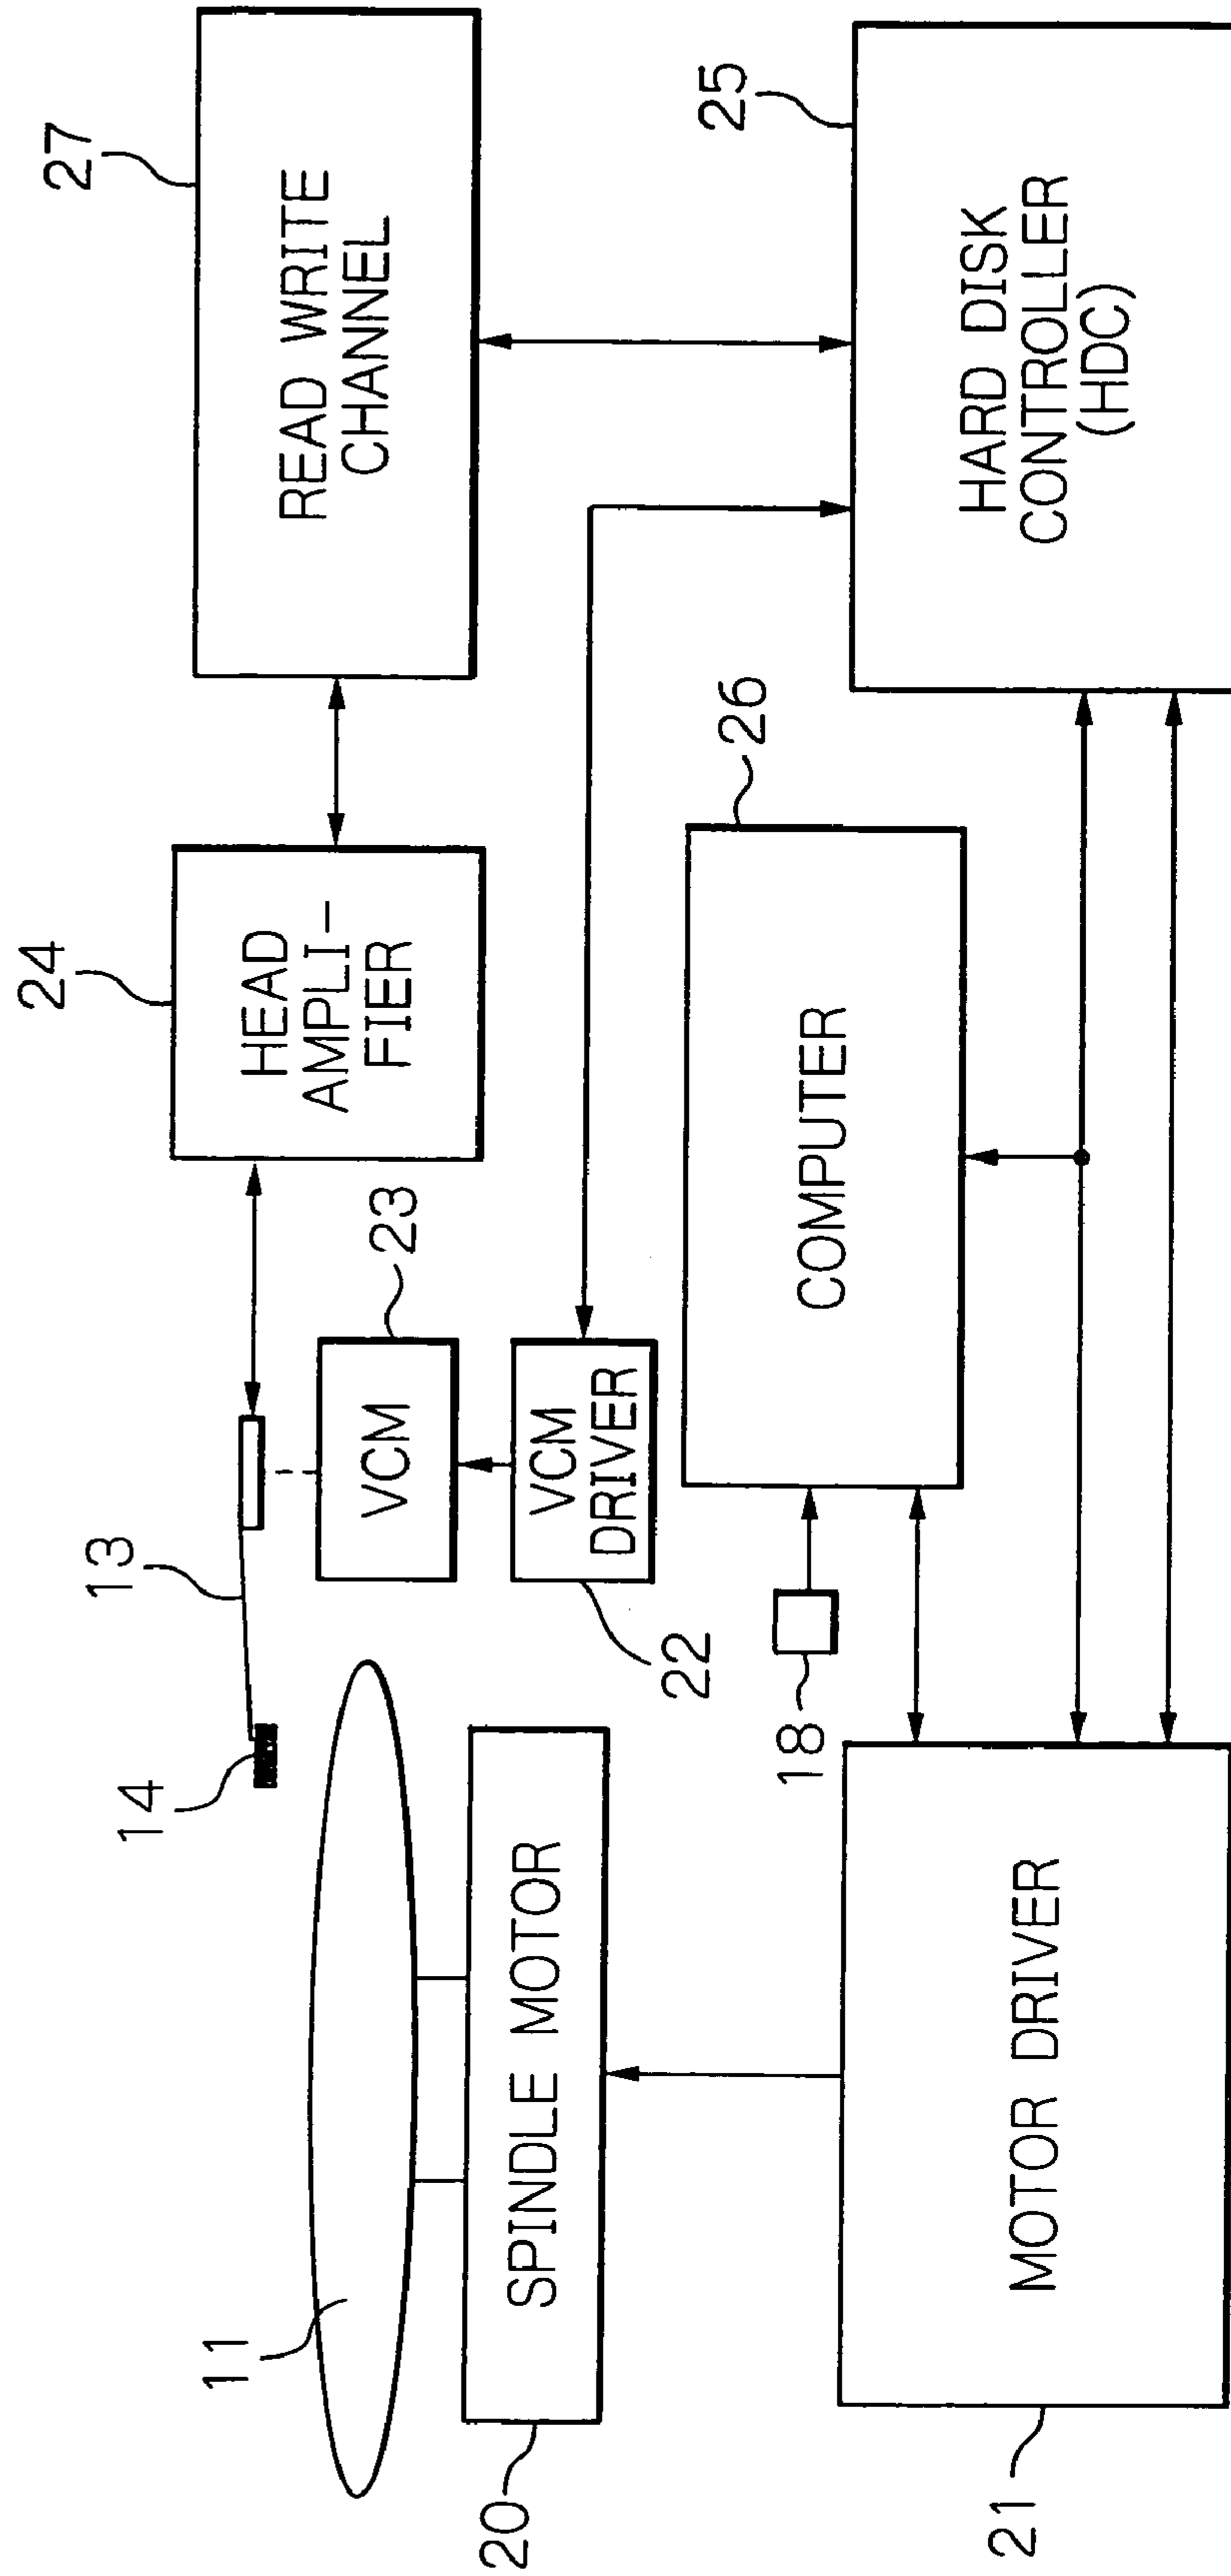 27
READ WRITE
CHANNEL
24
HEAD
AMPLI-
FIER
25
HARD DISK
CONTROLLER
(HDC)
13
14
23
VCM
VCM
DRIVER
22
26
COMPUTER
18
11
SPINDLE MOTOR
20
MOTOR DRIVER
21